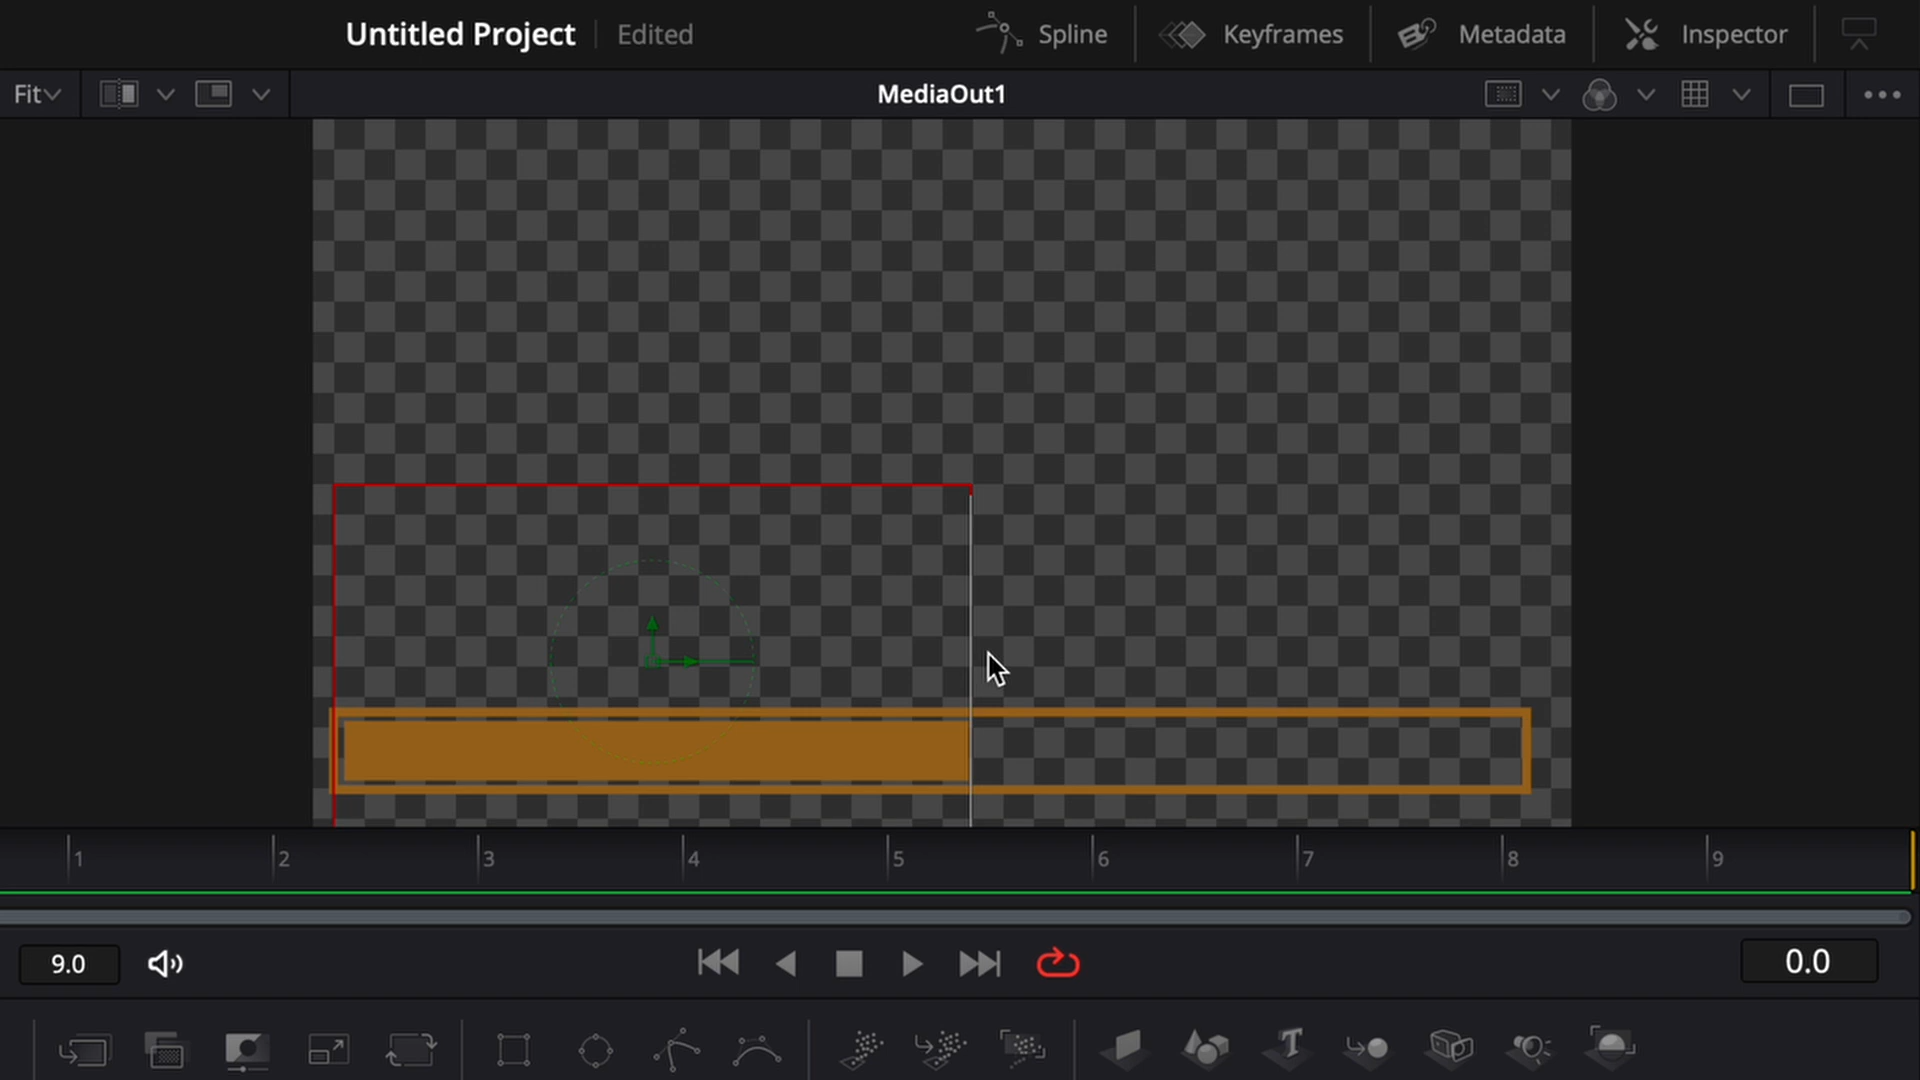 Untitled Project Edited Spline Keyframes Metadata Inspector
Fit MediaOut1
1 2 3 4 5 6 7 8 9
9.0 0.0
T